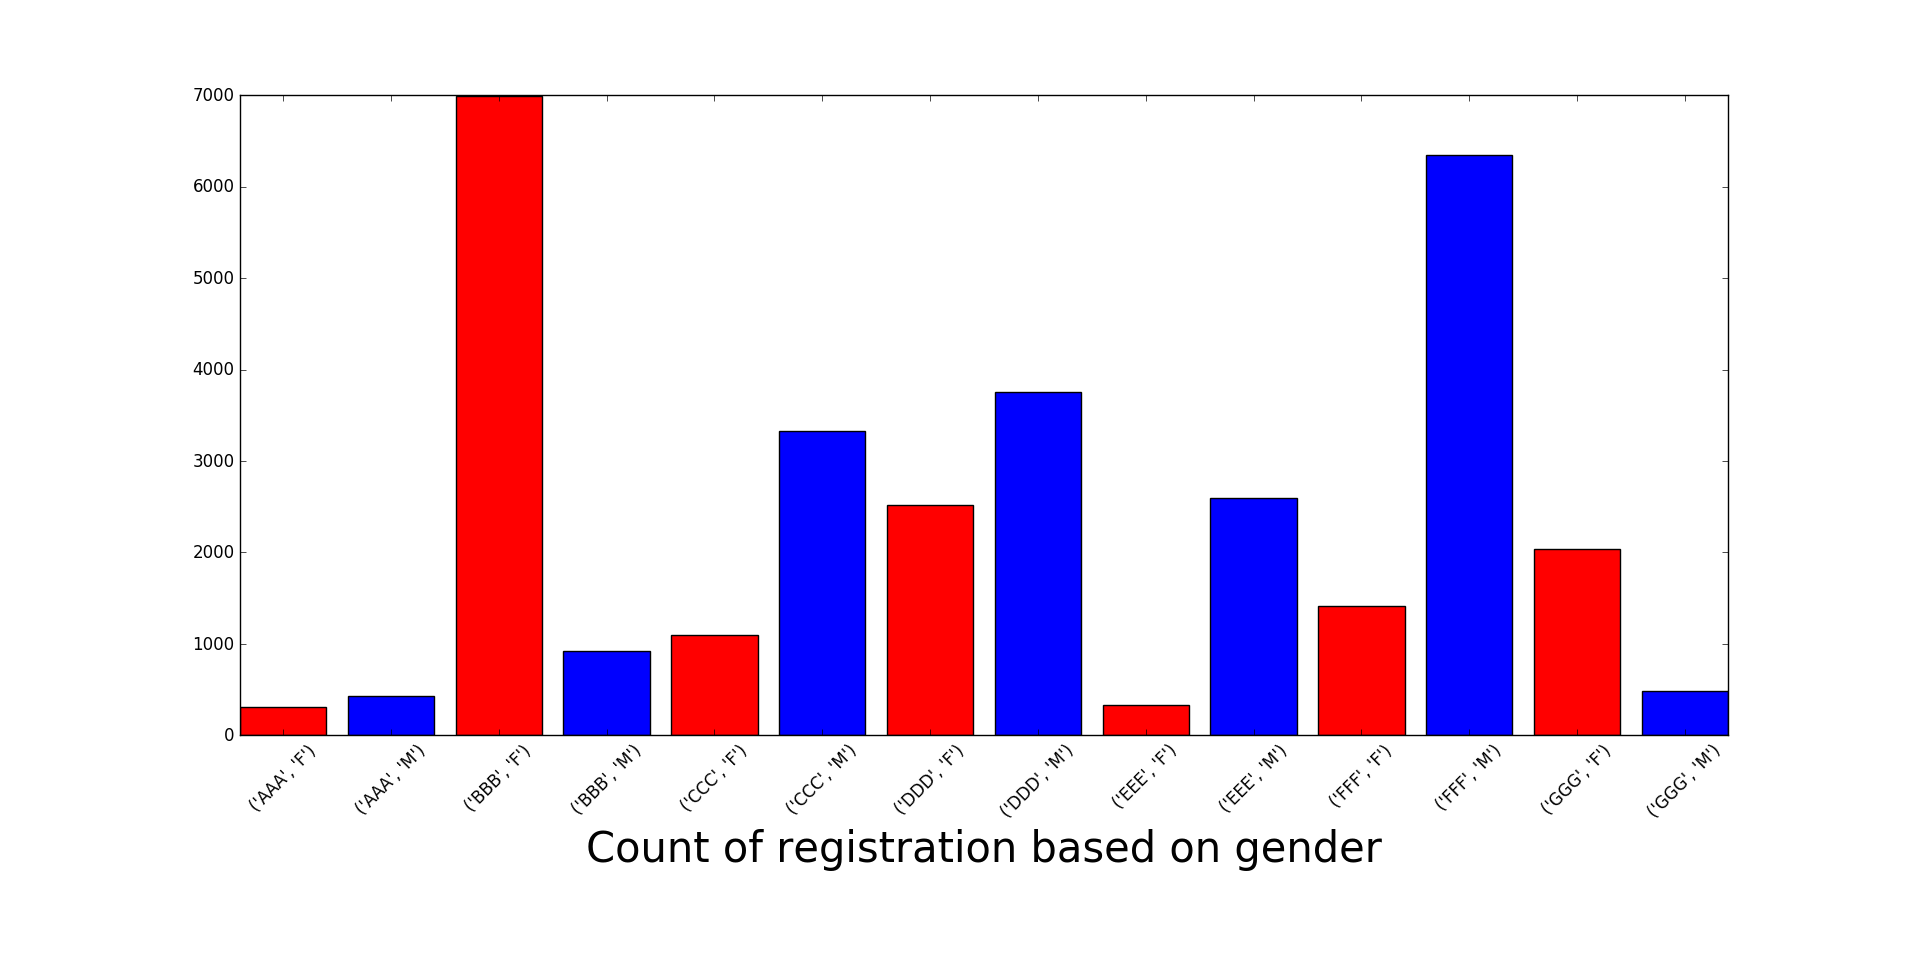 7000
6000
5000
4000
3000
2000
1000
0
('AAA', 'F')
('AAA', 'M')
('BBB', 'F')
('BBB', 'M')
('CCC', 'F')
('CCC', 'M')
('DDD', 'F')
('DDD', 'M')
('EEE', 'F')
('EEE', 'M')
('FFF', 'F')
('FFF', 'M')
('GGG', 'F')
('GGG', 'M')
Count of registration based on gender